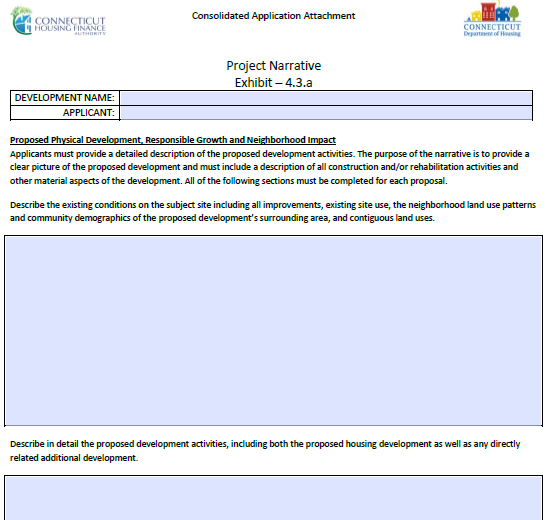 CONNECTICUT
HOUSING FINANCE
AUTHORITY
Consolidated Application Attachment
CONNECTICUT
Department of Housing
Project Narrative
Exhibit – 4.3.a
DEVELOPMENT NAME:
APPLICANT:
Proposed Physical Development, Responsible Growth and Neighborhood Impact
Applicants must provide a detailed description of the proposed development activities. The purpose of the narrative is to provide a
clear picture of the proposed development and must include a description of all construction and/or rehabilitation activities and
other material aspects of the development. All of the following sections must be completed for each proposal.
Describe the existing conditions on the subject site including all improvements, existing site use, the neighborhood land use patterns
and community demographics of the proposed development's surrounding area, and contiguous land uses.
Describe in detail the proposed development activities, including both the proposed housing development as well as any directly
related additional development.